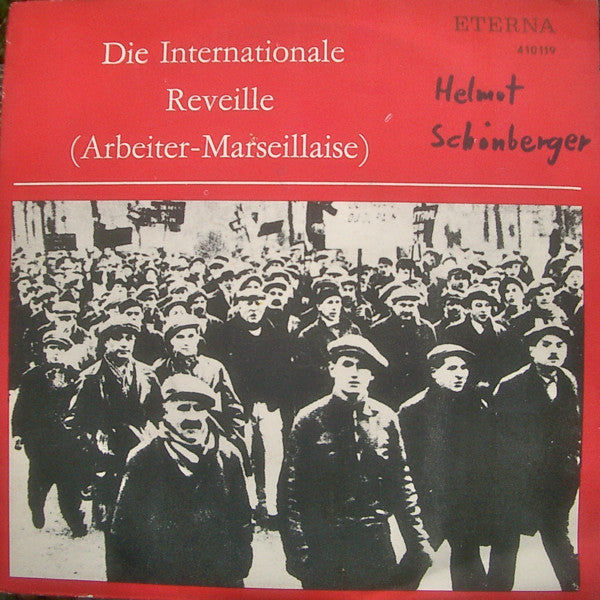 ETERNA
410119
Die Internationale
Reveille
(Arbeiter-Marseillaise)
Helmut
Schönberger